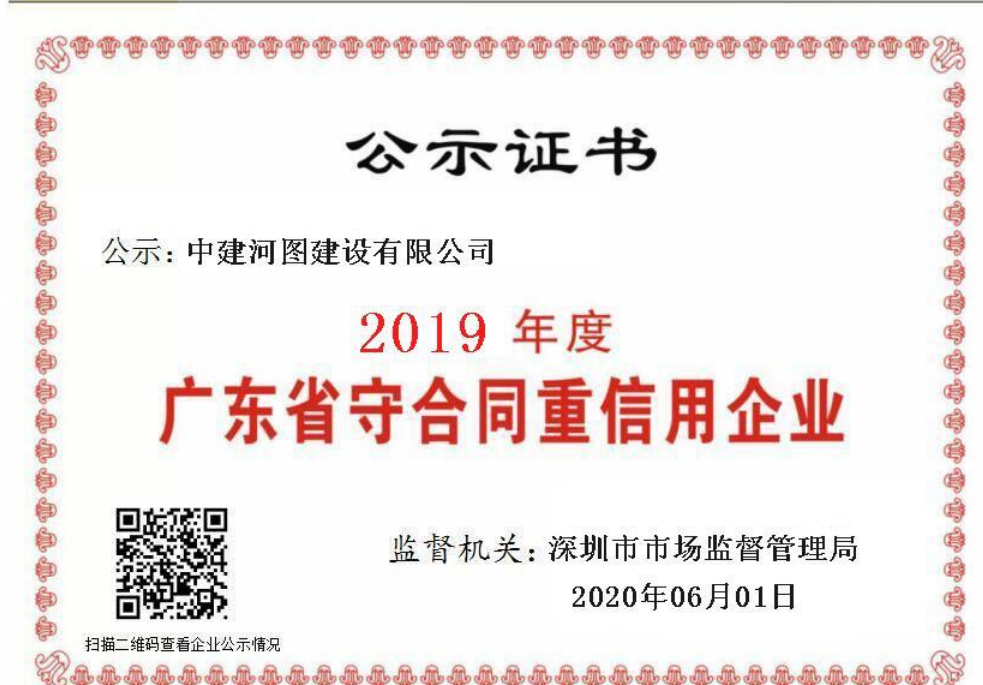 公示证书
公示：中建河图建设有限公司
2019 年度
广东省守合同重信用企业
监督机关：深圳市市场监督管理局
2020年06月01日
扫描二维码查看企业公示情况